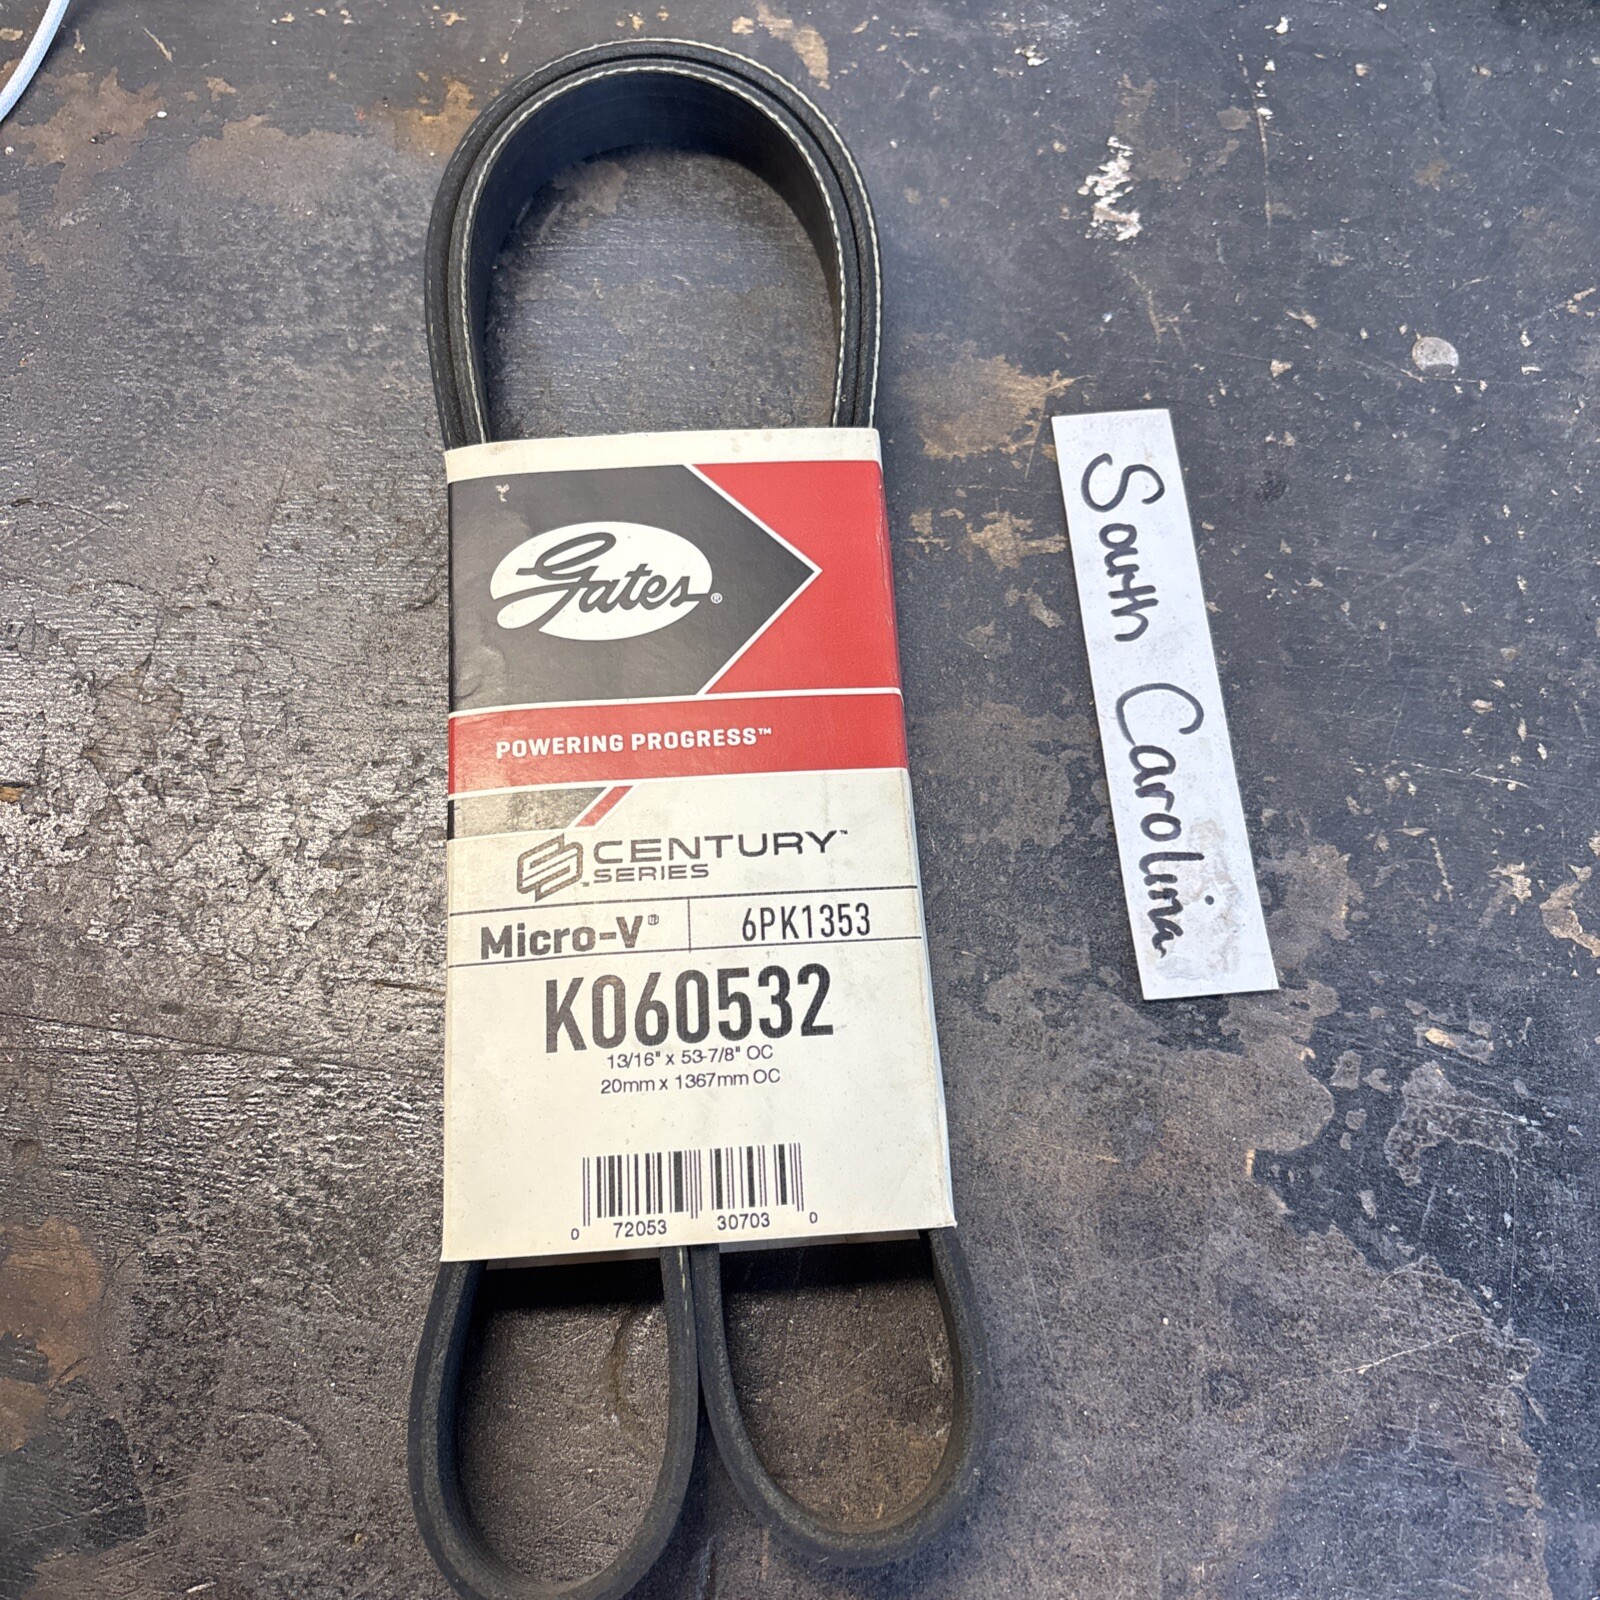 Gates®
POWERING PROGRESS™
CENTURY™
SERIES
Micro-V®
6PK1353
K060532
13/16" x 53-7/8" OC
20mm x 1367mm OC
0 72053 30703 0
South Carolina